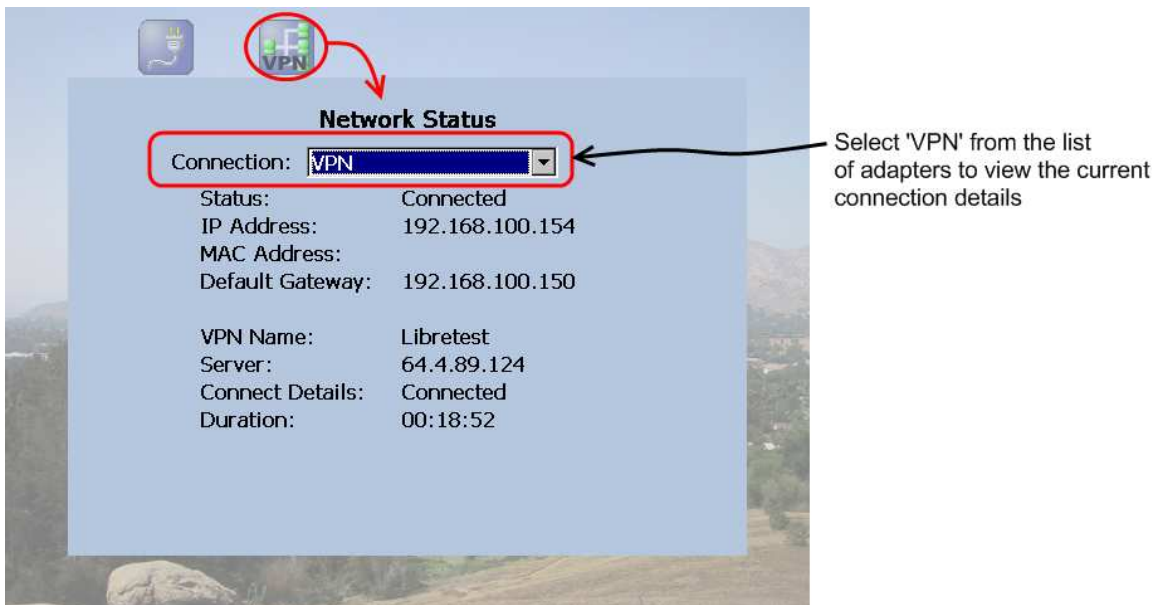 VPN
Network Status
Connection: VPN
Status: Connected
IP Address: 192.168.100.154
MAC Address:
Default Gateway: 192.168.100.150
VPN Name: Libretest
Server: 64.4.89.124
Connect Details: Connected
Duration: 00:18:52
Select 'VPN' from the list
of adapters to view the current
connection details